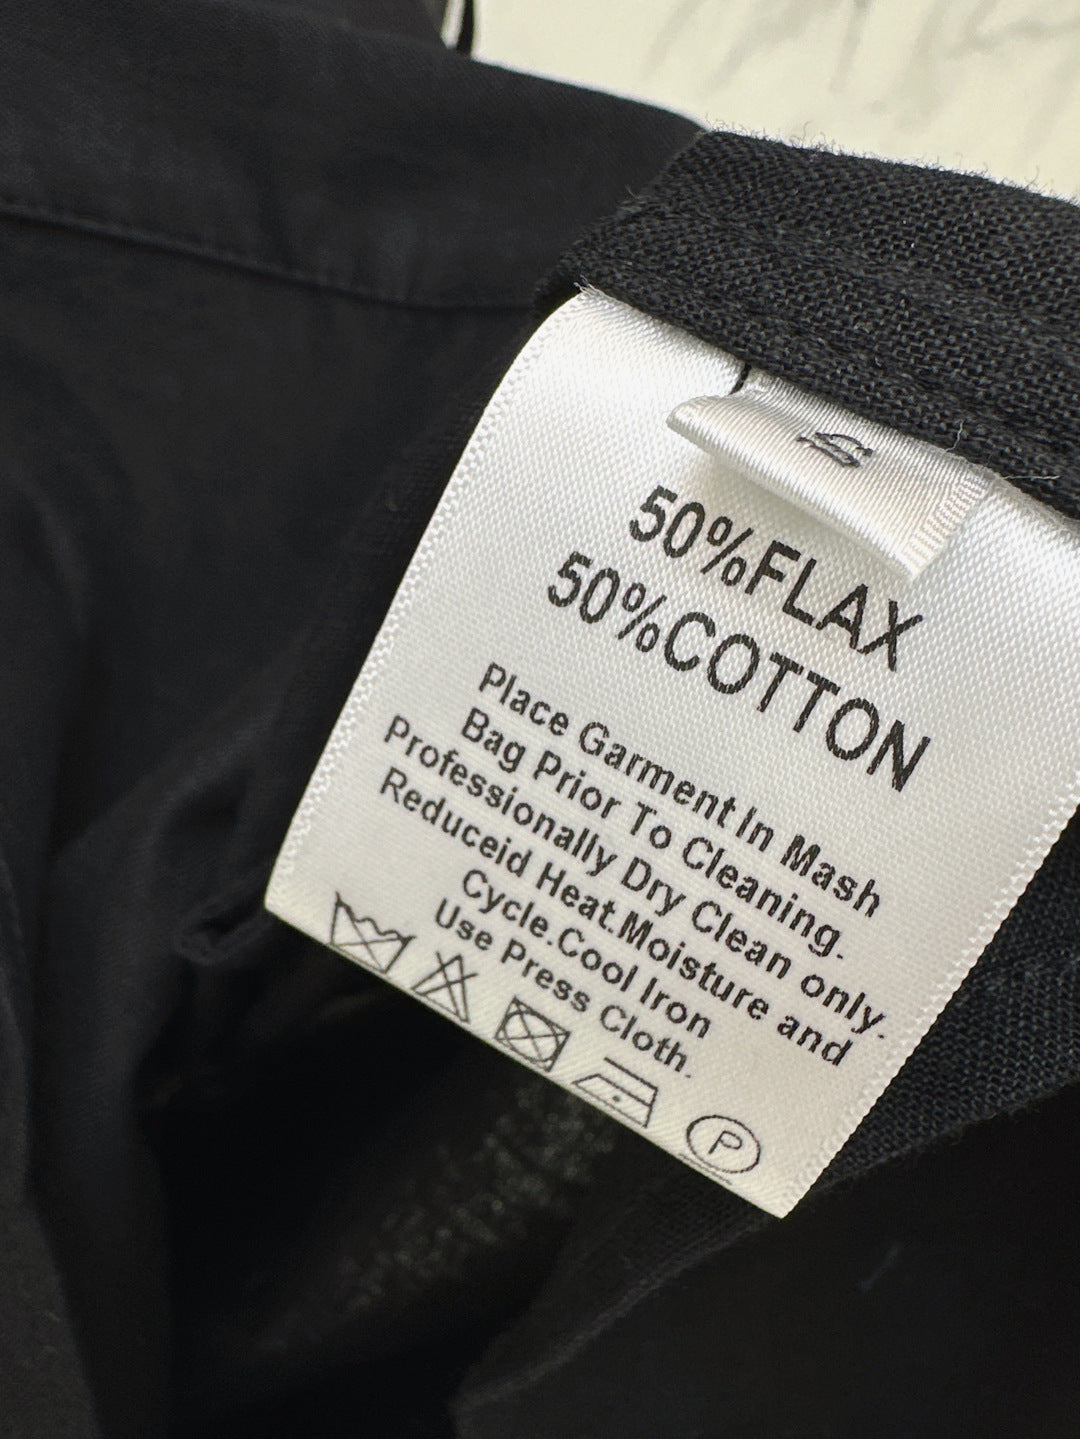 50%FLAX
50%COTTON
Place Garment In Mash
Bag Prior To Cleaning.
Professionally Dry Clean only.
Reduceid Heat.Moisture and
Cycle.Cool Iron
Use Press Cloth.
P